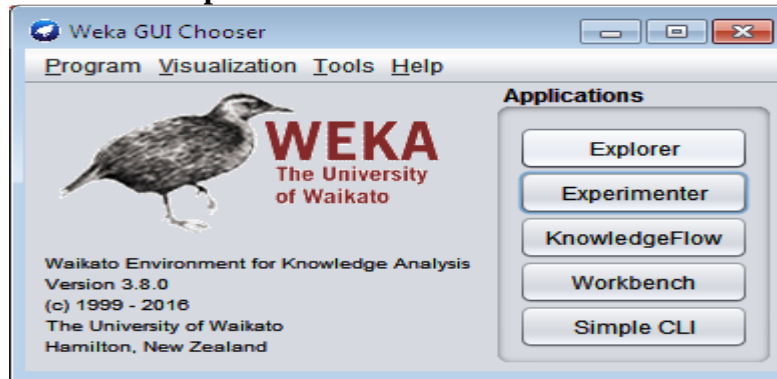 Weka GUI Chooser
Program Visualization Tools Help
WEKA
The University
of Waikato
Waikato Environment for Knowledge Analysis
Version 3.8.0
(c) 1999 - 2016
The University of Waikato
Hamilton, New Zealand
Applications
Explorer
Experimenter
KnowledgeFlow
Workbench
Simple CLI